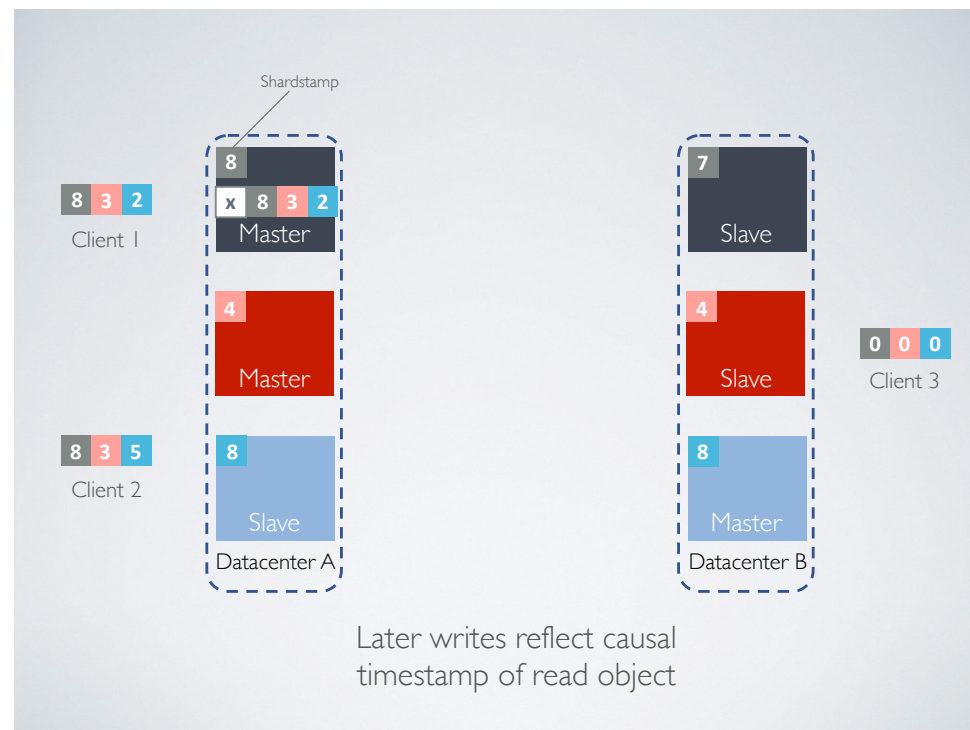 Shardstamp
8
7
8 3 2
x 8 3 2
Client 1
Master
Slave
4
4
0 0 0
Master
Slave
Client 3
8 3 5
8
8
Client 2
Slave
Master
Datacenter A
Datacenter B
Later writes reflect causal
timestamp of read object